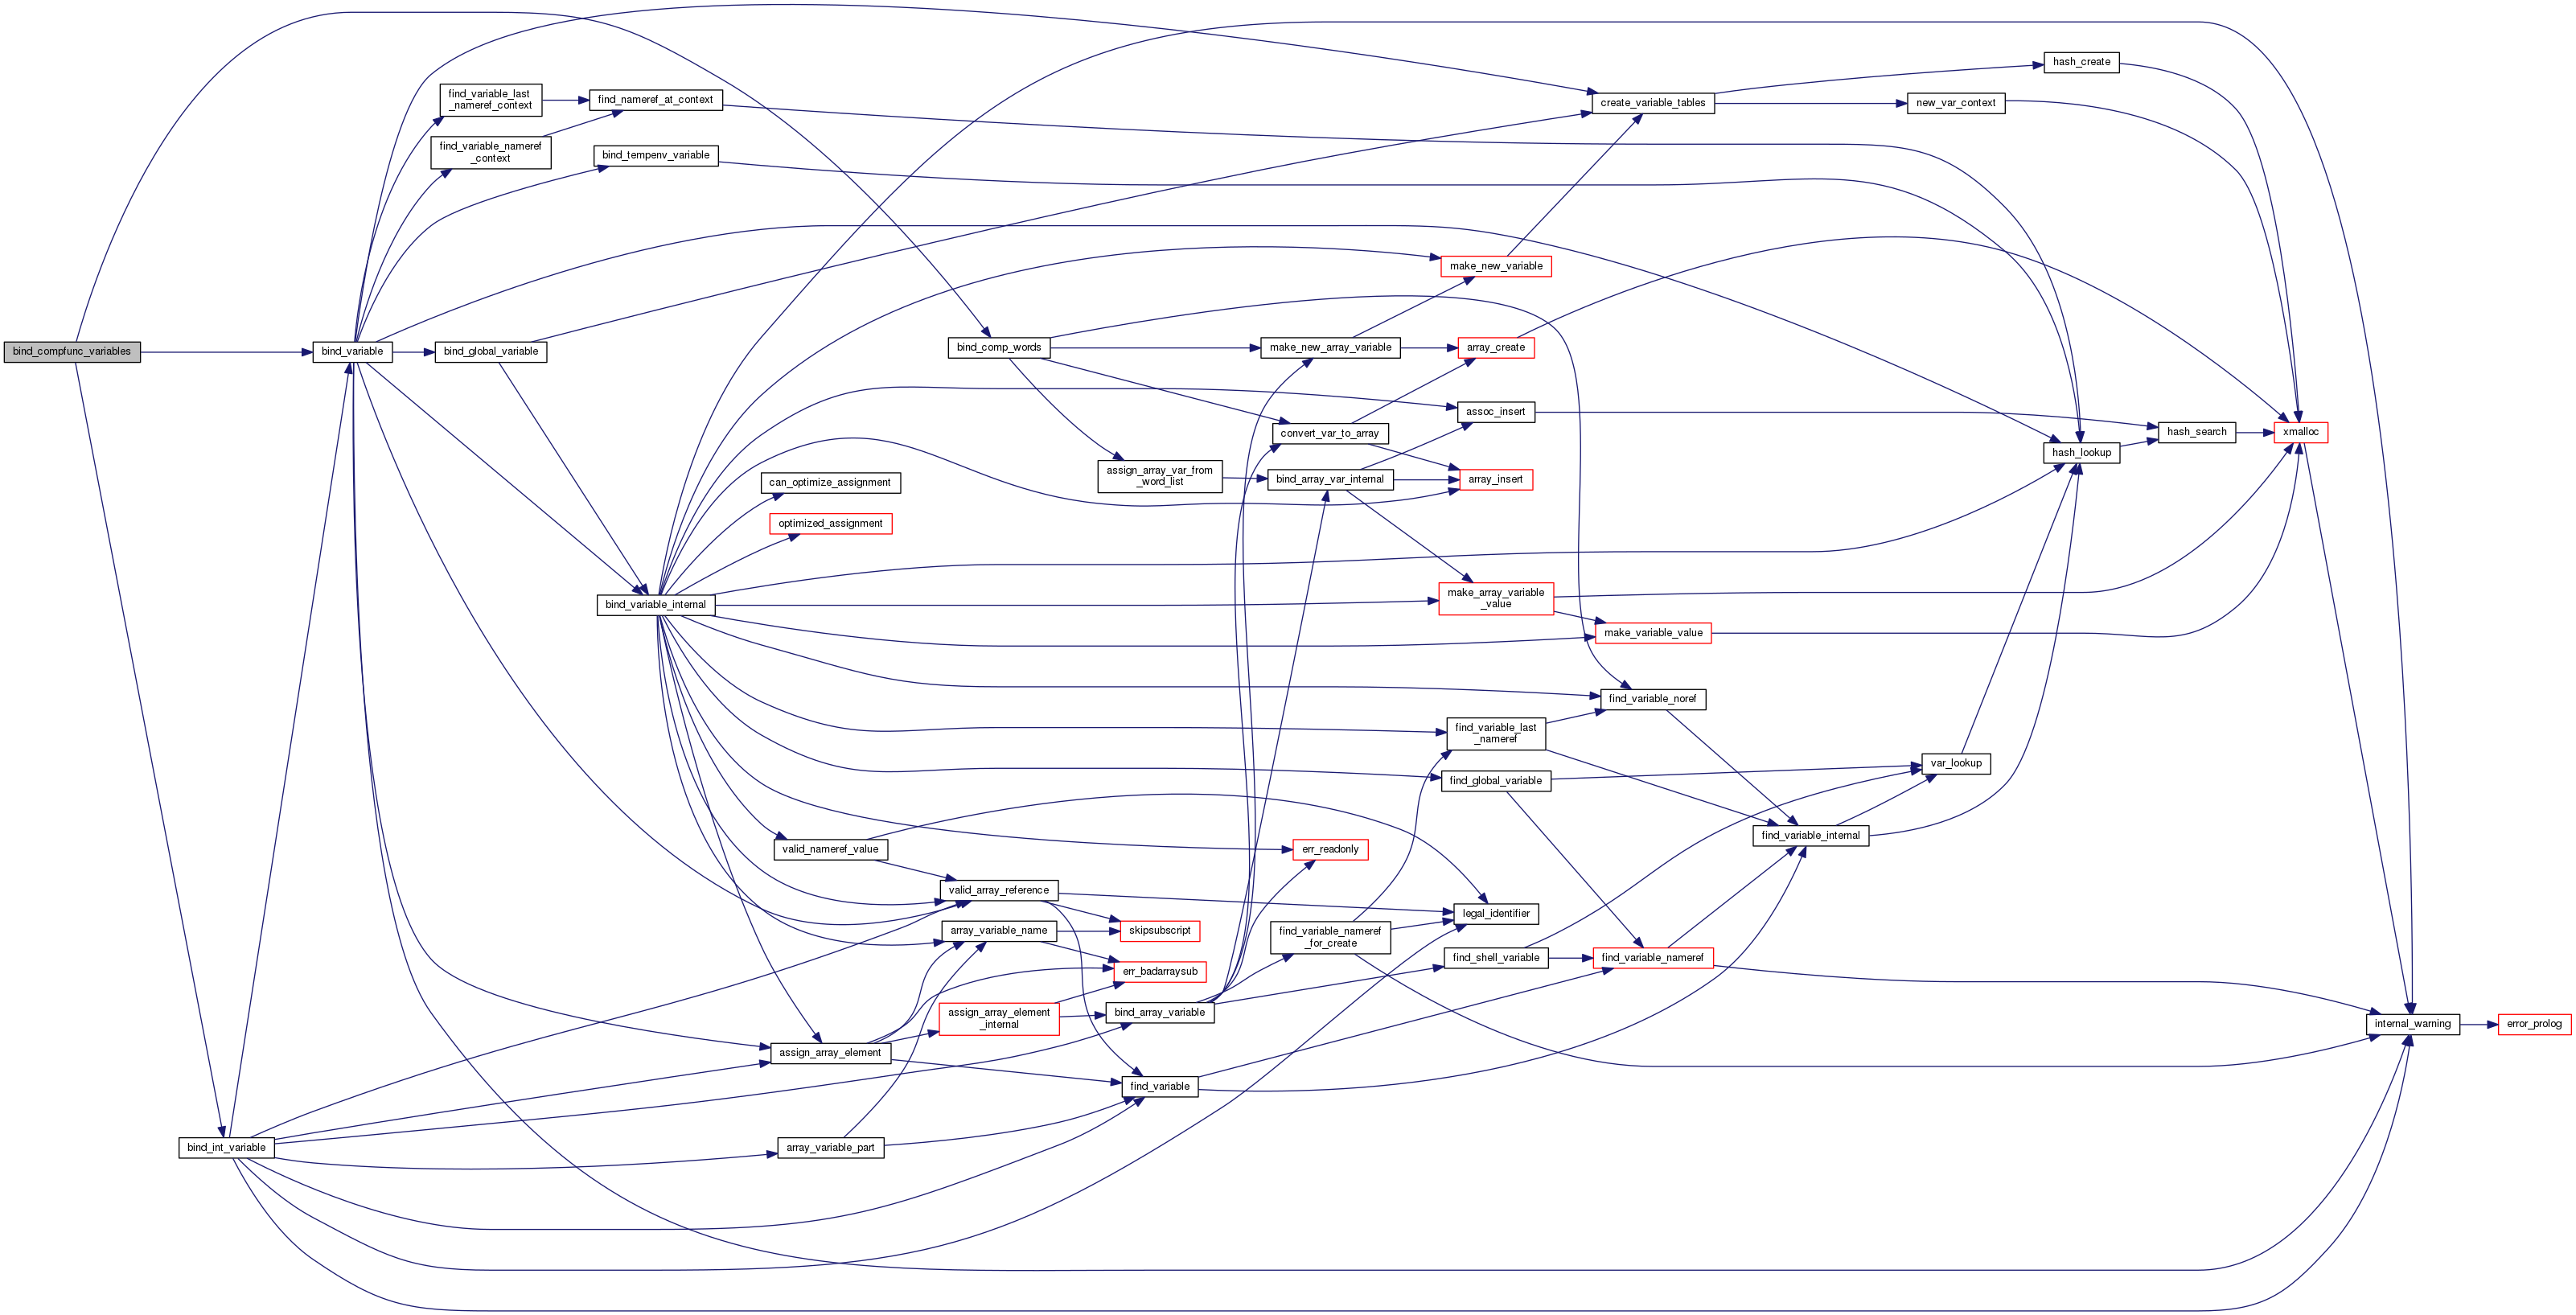 bind_compfunc_variables
bind_variable
bind_int_variable
find_variable_last
_nameref_context
find_variable_nameref
_context
bind_global_variable
find_nameref_at_context
bind_tempenv_variable
bind_variable_internal
can_optimize_assignment
optimized_assignment
valid_nameref_value
assign_array_element
array_variable_part
bind_comp_words
valid_array_reference
array_variable_name
assign_array_element
_internal
assign_array_var_from
_word_list
skipsubscript
err_badarraysub
bind_array_variable
find_variable
make_new_array_variable
convert_var_to_array
bind_array_var_internal
err_readonly
find_variable_nameref
_for_create
make_new_variable
array_create
assoc_insert
array_insert
make_array_variable
_value
find_variable_last
_nameref
find_global_variable
legal_identifier
find_shell_variable
create_variable_tables
make_variable_value
find_variable_noref
find_variable_nameref
find_variable_internal
new_var_context
var_lookup
hash_create
hash_lookup
hash_search
xmalloc
internal_warning
error_prolog